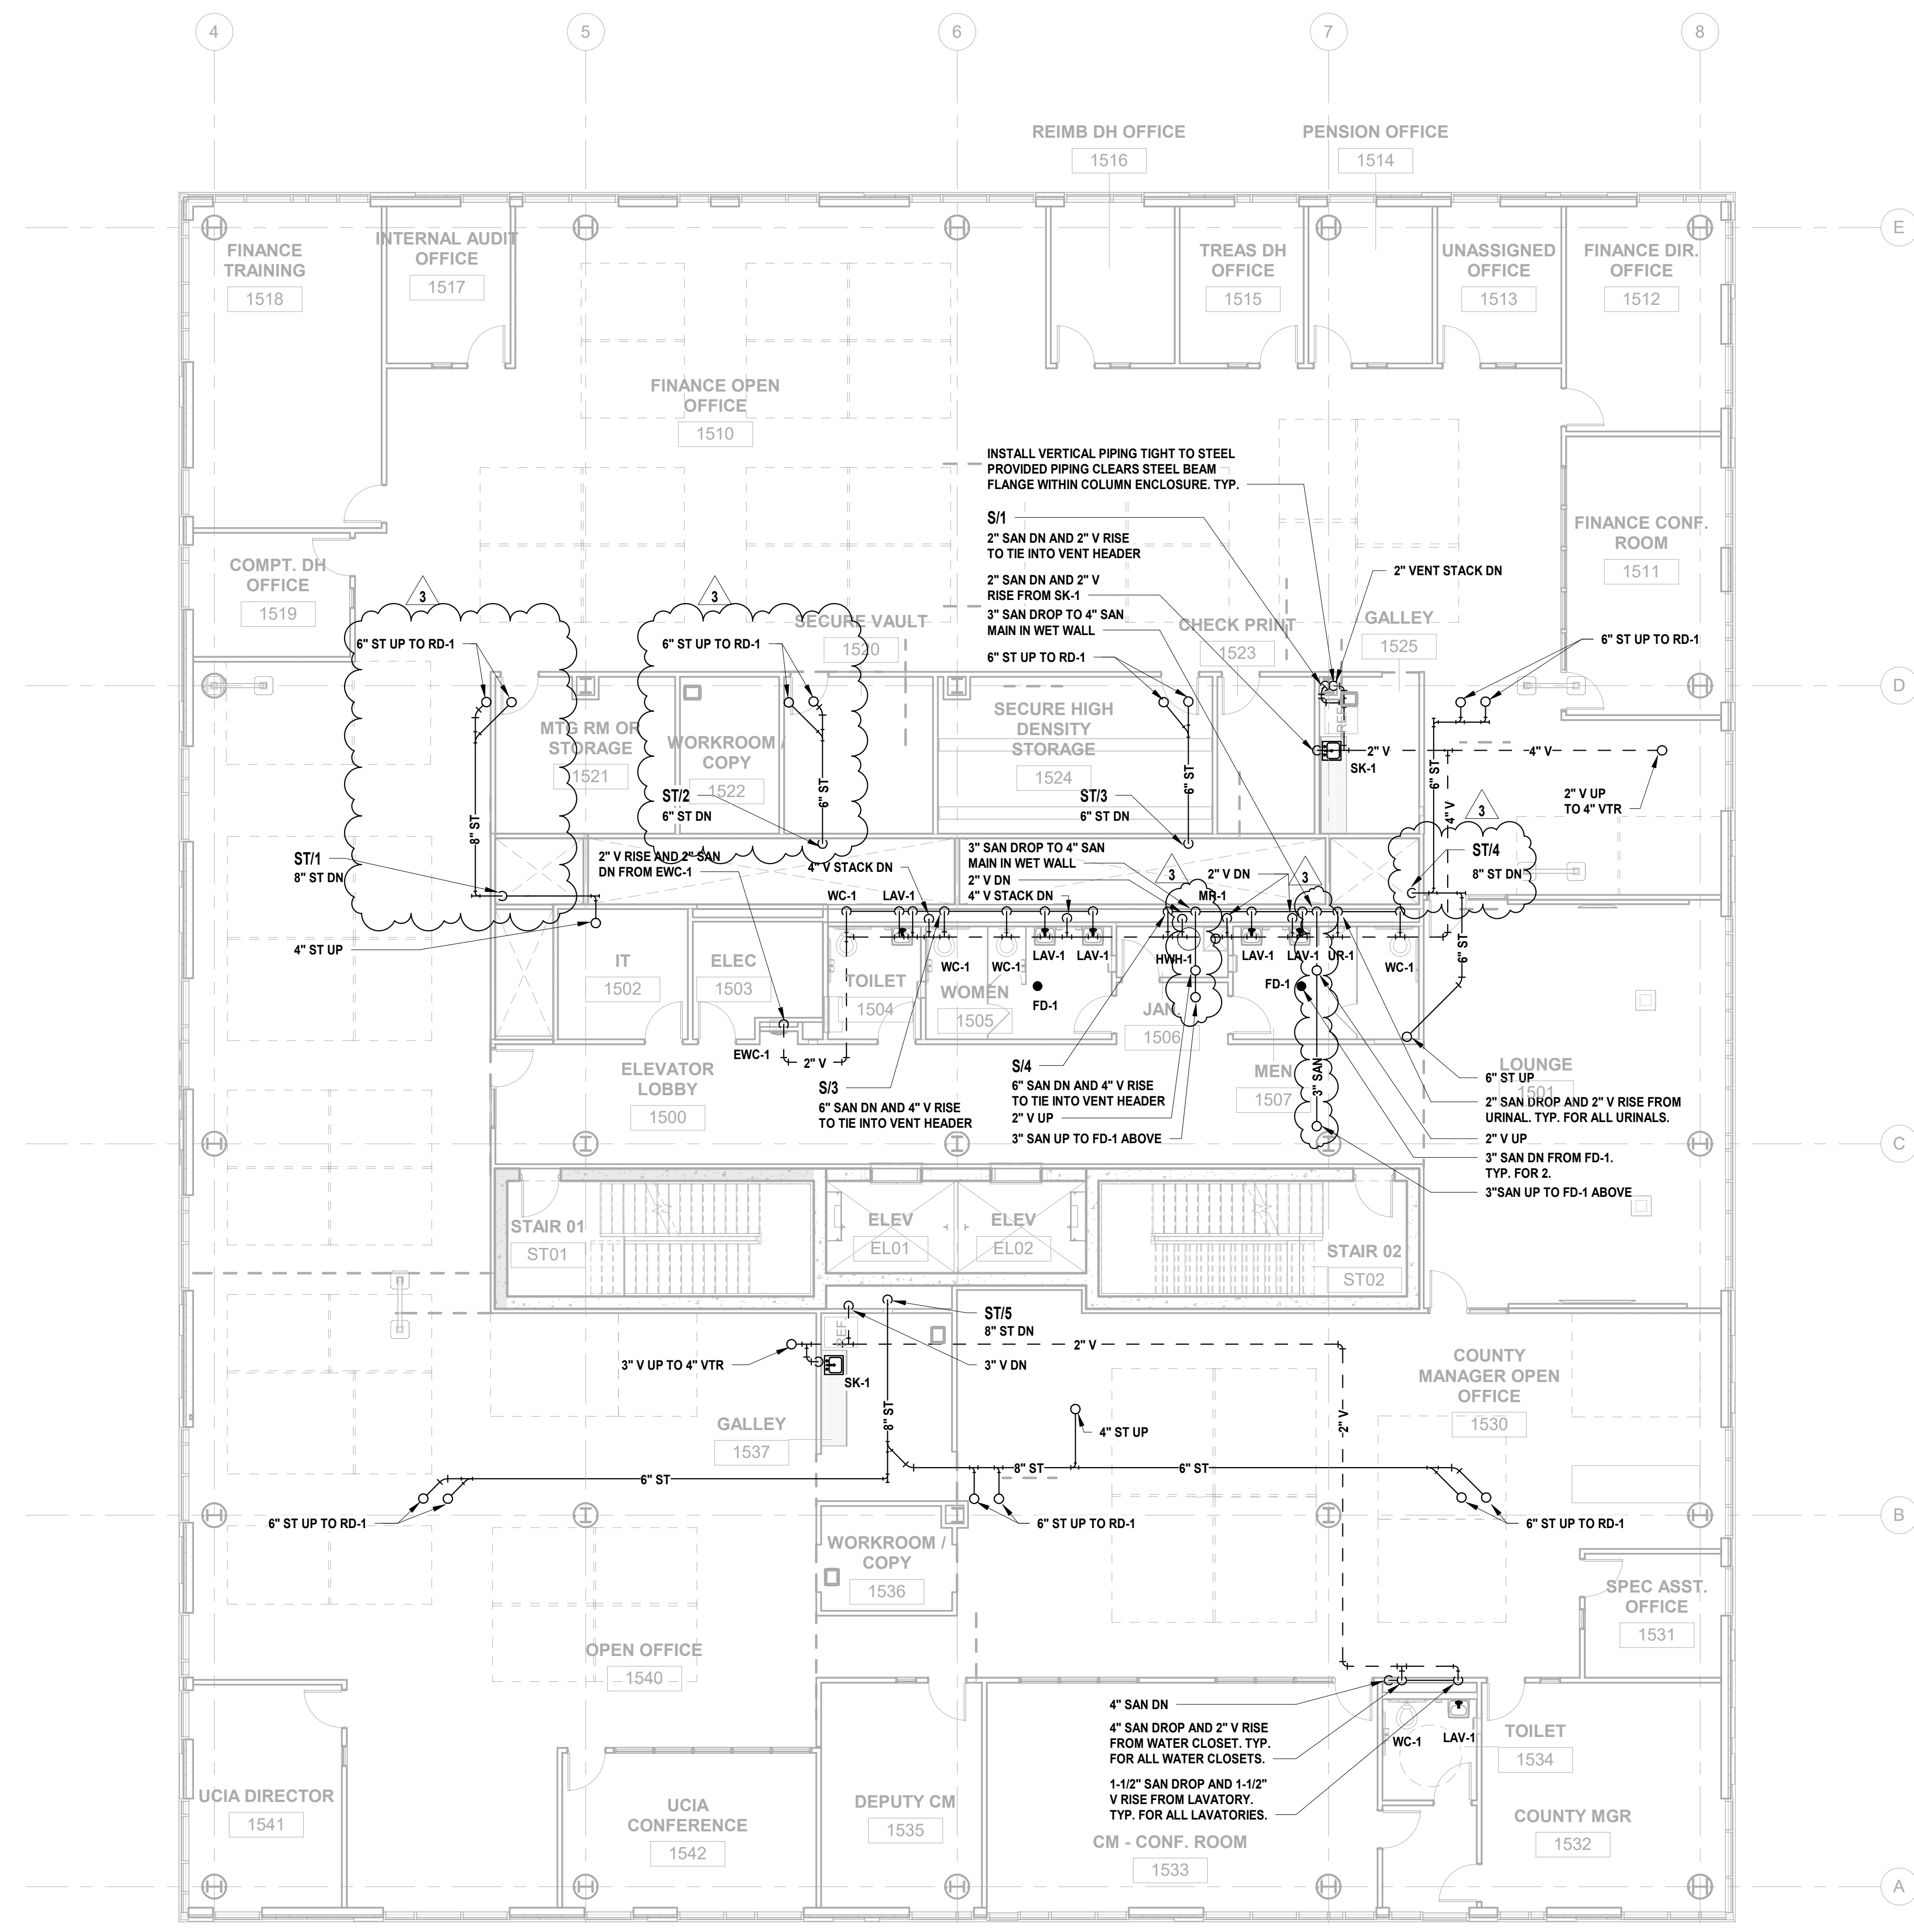 4
5
6
7
8
REIMB DH OFFICE
1516
PENSION OFFICE
1514
E
FINANCE
TRAINING
1518
INTERNAL AUDIT
OFFICE
1517
TREAS DH
OFFICE
1515
UNASSIGNED
OFFICE
1513
FINANCE DIR.
OFFICE
1512
FINANCE OPEN
OFFICE
1510
INSTALL VERTICAL PIPING TIGHT TO STEEL
PROVIDED PIPING CLEARS STEEL BEAM
FLANGE WITHIN COLUMN ENCLOSURE. TYP.
S/1
2" SAN DN AND 2" V RISE
TO TIE INTO VENT HEADER
2" SAN DN AND 2" V
RISE FROM SK-1
3" SAN DROP TO 4" SAN
MAIN IN WET WALL
6" ST UP TO RD-1
2" VENT STACK DN
FINANCE CONF.
ROOM
1511
COMPT. DH
OFFICE
1519
3
3
6" ST UP TO RD-1
6" ST UP TO RD-1
SECURE VAULT
1520
CHECK PRINT
1523
GALLEY
1525
6" ST UP TO RD-1
D
MTG RM OR
STORAGE
1521
WORKROOM /
COPY
1522
SECURE HIGH
DENSITY
STORAGE
1524
REF
SK-1
2" V
4" V
2" V UP
TO 4" VTR
8" ST
6" ST
6" ST
6" ST
4" V
ST/1
8" ST DN
ST/2
6" ST DN
ST/3
6" ST DN
3
ST/4
8" ST DN
2" V RISE AND 2" SAN
DN FROM EWC-1
4" V STACK DN
3" SAN DROP TO 4" SAN
MAIN IN WET WALL
2" V DN
4" V STACK DN
3
2" V DN
3
WC-1
LAV-1
MR-1
4" ST UP
IT
1502
ELEC
1503
TOILET
1504
WC-1
WOMEN
1505
WC-1
LAV-1
LAV-1
FD-1
HWH-1
JAN.
1506
LAV-1
LAV-1
UR-1
WC-1
FD-1
6" ST
EWC-1
2" V
ELEVATOR
LOBBY
1500
S/3
6" SAN DN AND 4" V RISE
TO TIE INTO VENT HEADER
S/4
6" SAN DN AND 4" V RISE
TO TIE INTO VENT HEADER
2" V UP
3" SAN UP TO FD-1 ABOVE
MEN
1507
3" SAN
LOUNGE
1501
6" ST UP
2" SAN DROP AND 2" V RISE FROM
URINAL. TYP. FOR ALL URINALS.
2" V UP
3" SAN DN FROM FD-1.
TYP. FOR 2.
3"SAN UP TO FD-1 ABOVE
C
STAIR 01
ST01
ELEV
EL01
ELEV
EL02
STAIR 02
ST02
ST/5
8" ST DN
3" V UP TO 4" VTR
REF
3" V DN
SK-1
2" V
GALLEY
1537
8" ST
4" ST UP
2" V
COUNTY
MANAGER OPEN
OFFICE
1530
6" ST
8" ST
6" ST
6" ST UP TO RD-1
6" ST UP TO RD-1
6" ST UP TO RD-1
B
WORKROOM /
COPY
1536
SPEC ASST.
OFFICE
1531
OPEN OFFICE
1540
4" SAN DN
4" SAN DROP AND 2" V RISE
FROM WATER CLOSET. TYP.
FOR ALL WATER CLOSETS.
1-1/2" SAN DROP AND 1-1/2"
V RISE FROM LAVATORY.
TYP. FOR ALL LAVATORIES.
WC-1
LAV-1
TOILET
1534
UCIA DIRECTOR
1541
UCIA
CONFERENCE
1542
DEPUTY CM
1535
CM - CONF. ROOM
1533
COUNTY MGR
1532
A